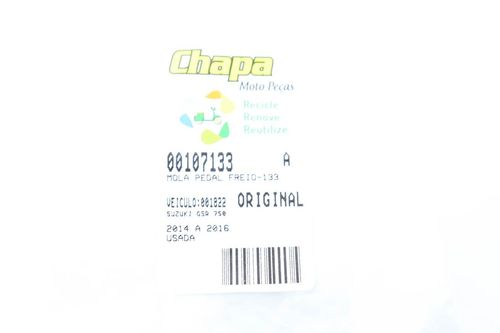 Chapa
Moto Pecas
Recicle
Renove
Reutilize
00107133 A
MOLA PEDAL FREIO-133
VEICULO:001822 ORIGINAL
SUZUKI GSR 750
2014 A 2016
USADA